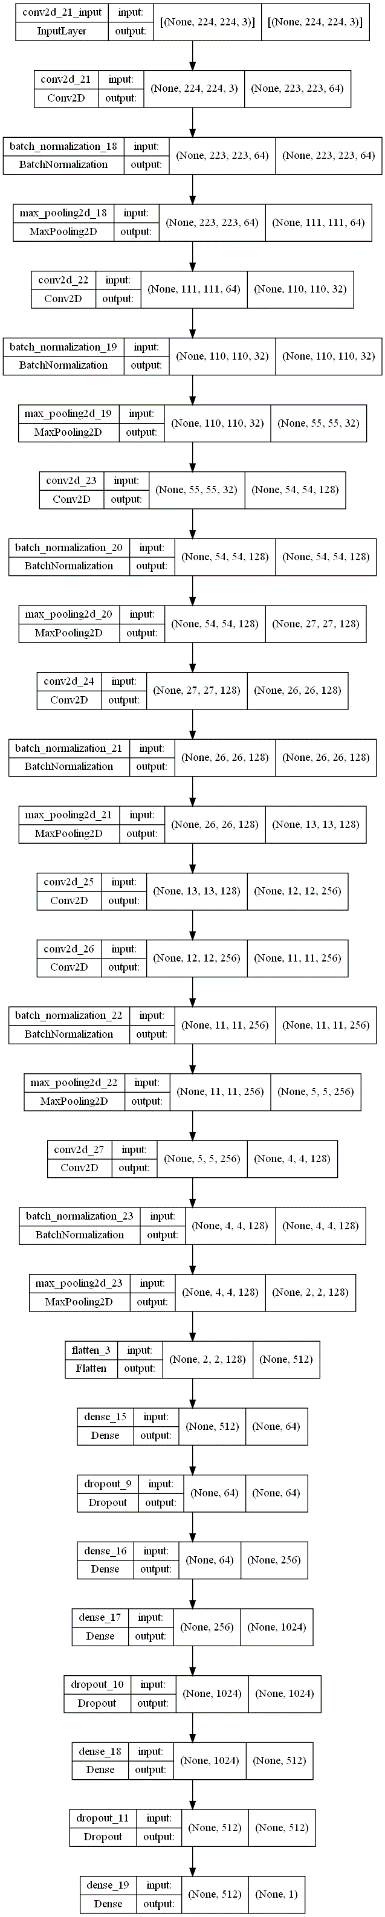 conv2d_21_input input: [(None, 224, 224, 3)] [(None, 224, 224, 3)]
InputLayer output:
conv2d_21 input: (None, 224, 224, 3) (None, 223, 223, 64)
Conv2D output:
batch_normalization_18 input: (None, 223, 223, 64) (None, 223, 223, 64)
BatchNormalization output:
max_pooling2d_18 input: (None, 223, 223, 64) (None, 111, 111, 64)
MaxPooling2D output:
conv2d_22 input: (None, 111, 111, 64) (None, 110, 110, 32)
Conv2D output:
batch_normalization_19 input: (None, 110, 110, 32) (None, 110, 110, 32)
BatchNormalization output:
max_pooling2d_19 input: (None, 110, 110, 32) (None, 55, 55, 32)
MaxPooling2D output:
conv2d_23 input: (None, 55, 55, 32) (None, 54, 54, 128)
Conv2D output:
batch_normalization_20 input: (None, 54, 54, 128) (None, 54, 54, 128)
BatchNormalization output:
max_pooling2d_20 input: (None, 54, 54, 128) (None, 27, 27, 128)
MaxPooling2D output:
conv2d_24 input: (None, 27, 27, 128) (None, 26, 26, 128)
Conv2D output:
batch_normalization_21 input: (None, 26, 26, 128) (None, 26, 26, 128)
BatchNormalization output:
max_pooling2d_21 input: (None, 26, 26, 128) (None, 13, 13, 128)
MaxPooling2D output:
conv2d_25 input: (None, 13, 13, 128) (None, 12, 12, 256)
Conv2D output:
conv2d_26 input: (None, 12, 12, 256) (None, 11, 11, 256)
Conv2D output:
batch_normalization_22 input: (None, 11, 11, 256) (None, 11, 11, 256)
BatchNormalization output:
max_pooling2d_22 input: (None, 11, 11, 256) (None, 5, 5, 256)
MaxPooling2D output:
conv2d_27 input: (None, 5, 5, 256) (None, 4, 4, 128)
Conv2D output:
batch_normalization_23 input: (None, 4, 4, 128) (None, 4, 4, 128)
BatchNormalization output:
max_pooling2d_23 input: (None, 4, 4, 128) (None, 2, 2, 128)
MaxPooling2D output:
flatten_3 input: (None, 2, 2, 128) (None, 512)
Flatten output:
dense_15 input: (None, 512) (None, 64)
Dense output:
dropout_9 input: (None, 64) (None, 64)
Dropout output:
dense_16 input: (None, 64) (None, 256)
Dense output:
dense_17 input: (None, 256) (None, 1024)
Dense output:
dropout_10 input: (None, 1024) (None, 1024)
Dropout output:
dense_18 input: (None, 1024) (None, 512)
Dense output:
dropout_11 input: (None, 512) (None, 512)
Dropout output:
dense_19 input: (None, 512) (None, 1)
Dense output: